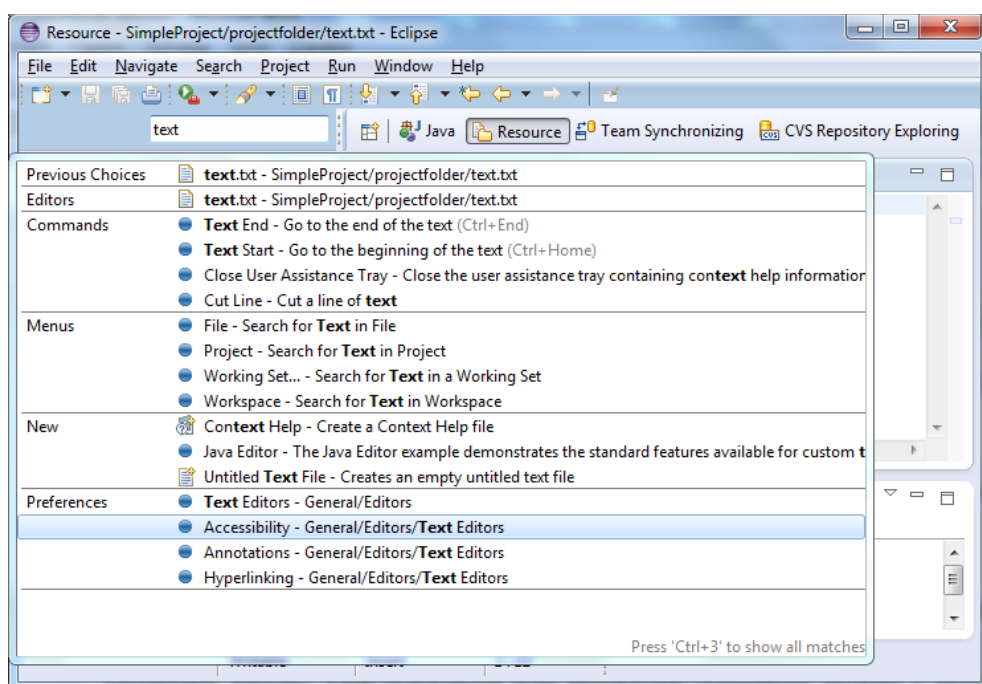 Resource - SimpleProject/projectfolder/text.txt - Eclipse
File Edit Navigate Search Project Run Window Help
text Java Resource Team Synchronizing CVS CVS Repository Exploring
Previous Choices text.txt - SimpleProject/projectfolder/text.txt
Editors text.txt - SimpleProject/projectfolder/text.txt
Commands Text End - Go to the end of the text (Ctrl+End)
Text Start - Go to the beginning of the text (Ctrl+Home)
Close User Assistance Tray - Close the user assistance tray containing context help information
Cut Line - Cut a line of text
Menus File - Search for Text in File
Project - Search for Text in Project
Working Set... - Search for Text in a Working Set
Workspace - Search for Text in Workspace
New Context Help - Create a Context Help file
Java Editor - The Java Editor example demonstrates the standard features available for custom t
Untitled Text File - Creates an empty untitled text file
Preferences Text Editors - General/Editors
Accessibility - General/Editors/Text Editors
Annotations - General/Editors/Text Editors
Hyperlinking - General/Editors/Text Editors
Press 'Ctrl+3' to show all matches